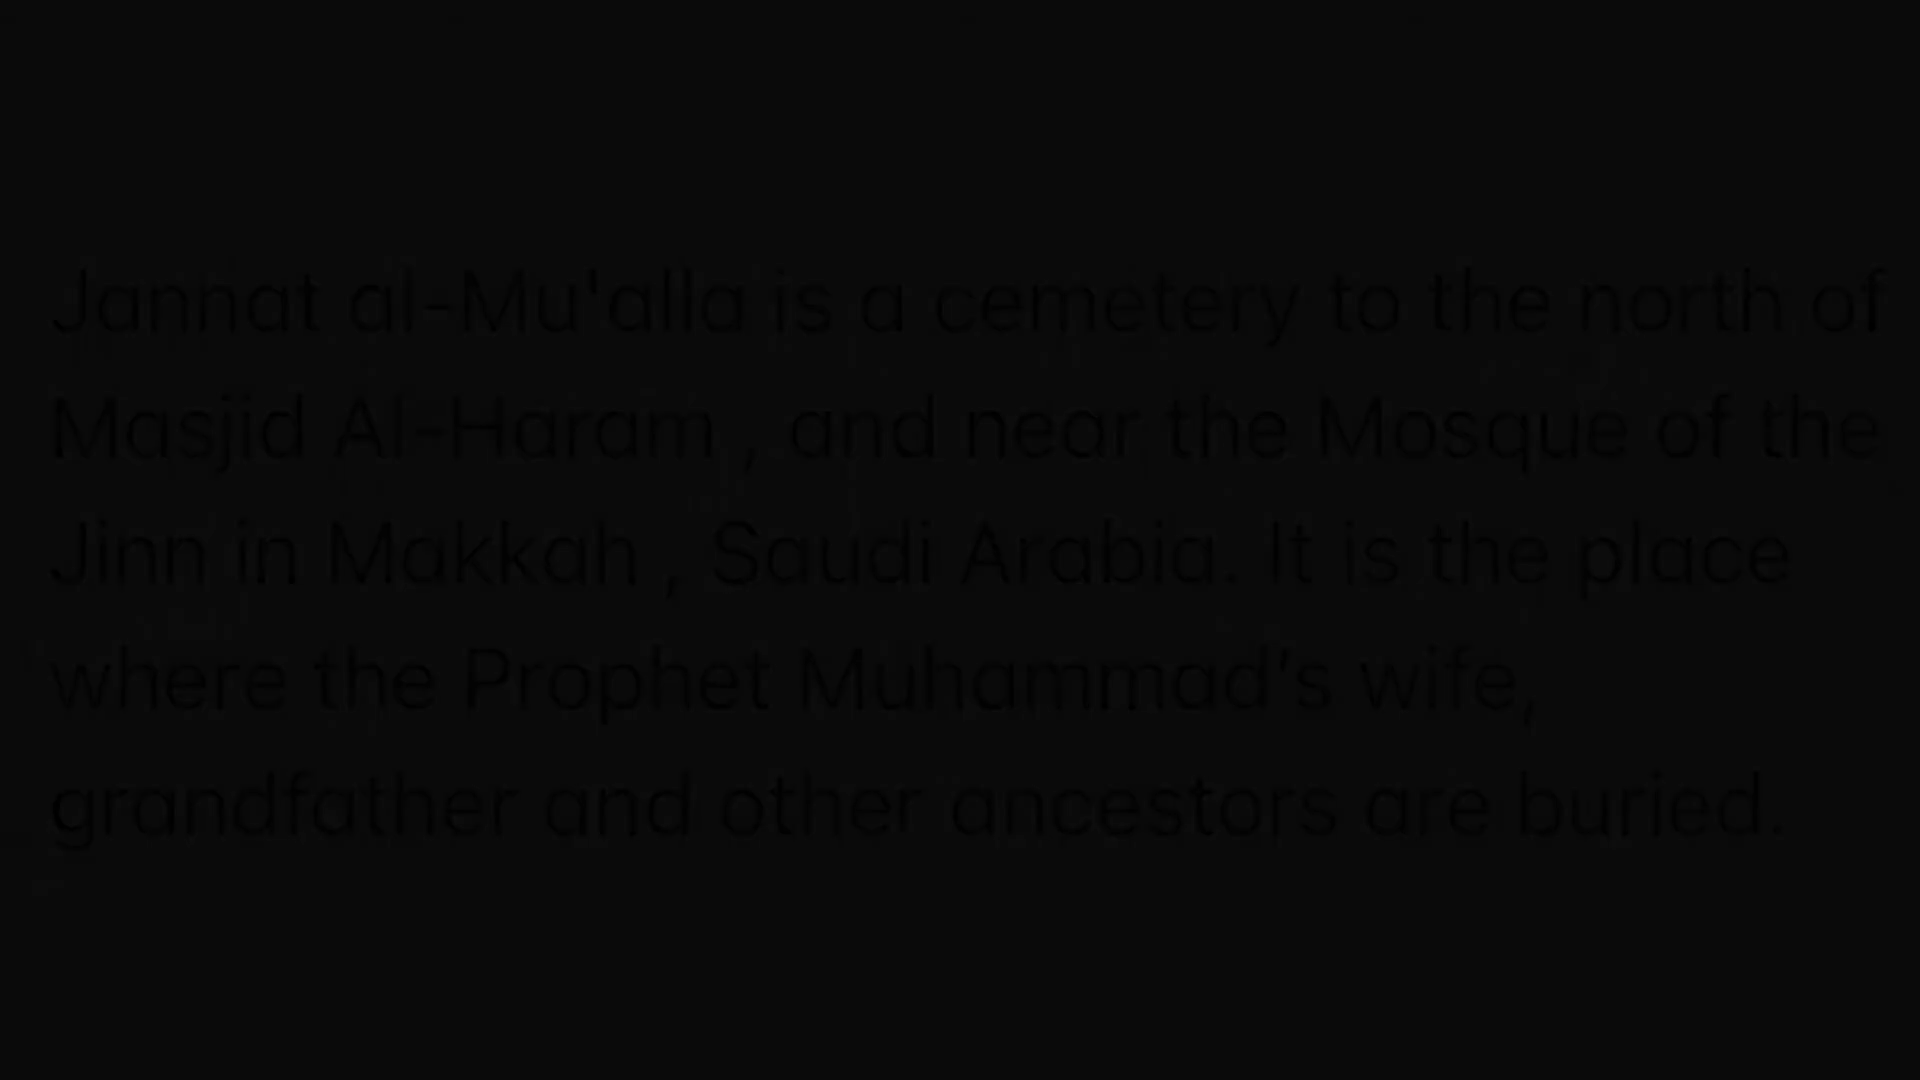 Jannat al-Mu'alla is a cemetery to the north of
Masjid Al-Haram , and near the Mosque of the
Jinn in Makkah , Saudi Arabia. It is the place
where the Prophet Muhammad's wife,
grandfather and other ancestors are buried.